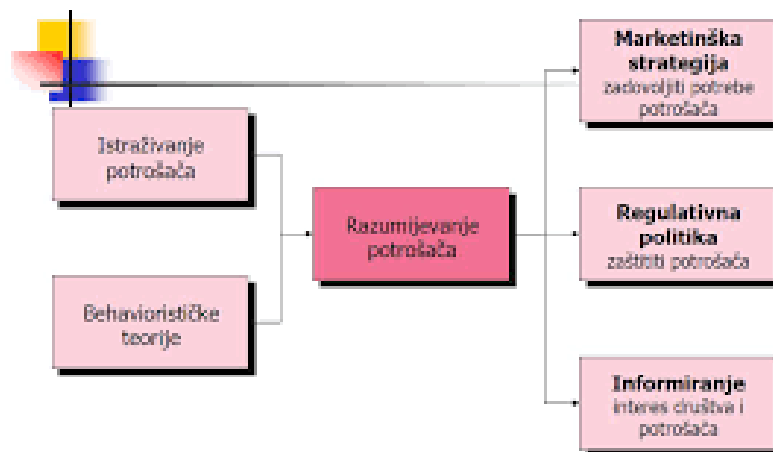 Istraživanje
potrošača
Behaviorističke
teorije
Razumijevanje
potrošača
Marketinška
strategija
zadovoljiti potrebe
potrošača
Regulativna
politika
zaštititi potrošača
Informiranje
interes društva i
potrošača